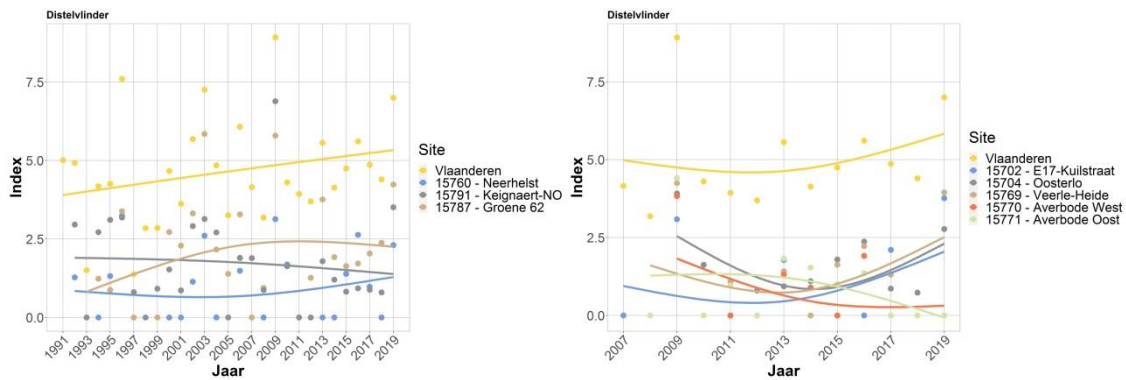 Distelvlinder
7.5
5.0
2.5
0.0
Index
1991
1993
1995
1997
1999
2001
2003
2005
2007
2009
2011
2013
2015
2017
2019
Jaar
Site
Vlaanderen
15760 - Neerhelst
15791 - Keignaert-NO
15787 - Groene 62
Distelvlinder
7.5
5.0
2.5
0.0
Index
2007
2009
2011
2013
2015
2017
2019
Jaar
Site
Vlaanderen
15702 - E17-Kuilstraat
15704 - Oosterlo
15769 - Veerle-Heide
15770 - Averbode West
15771 - Averbode Oost